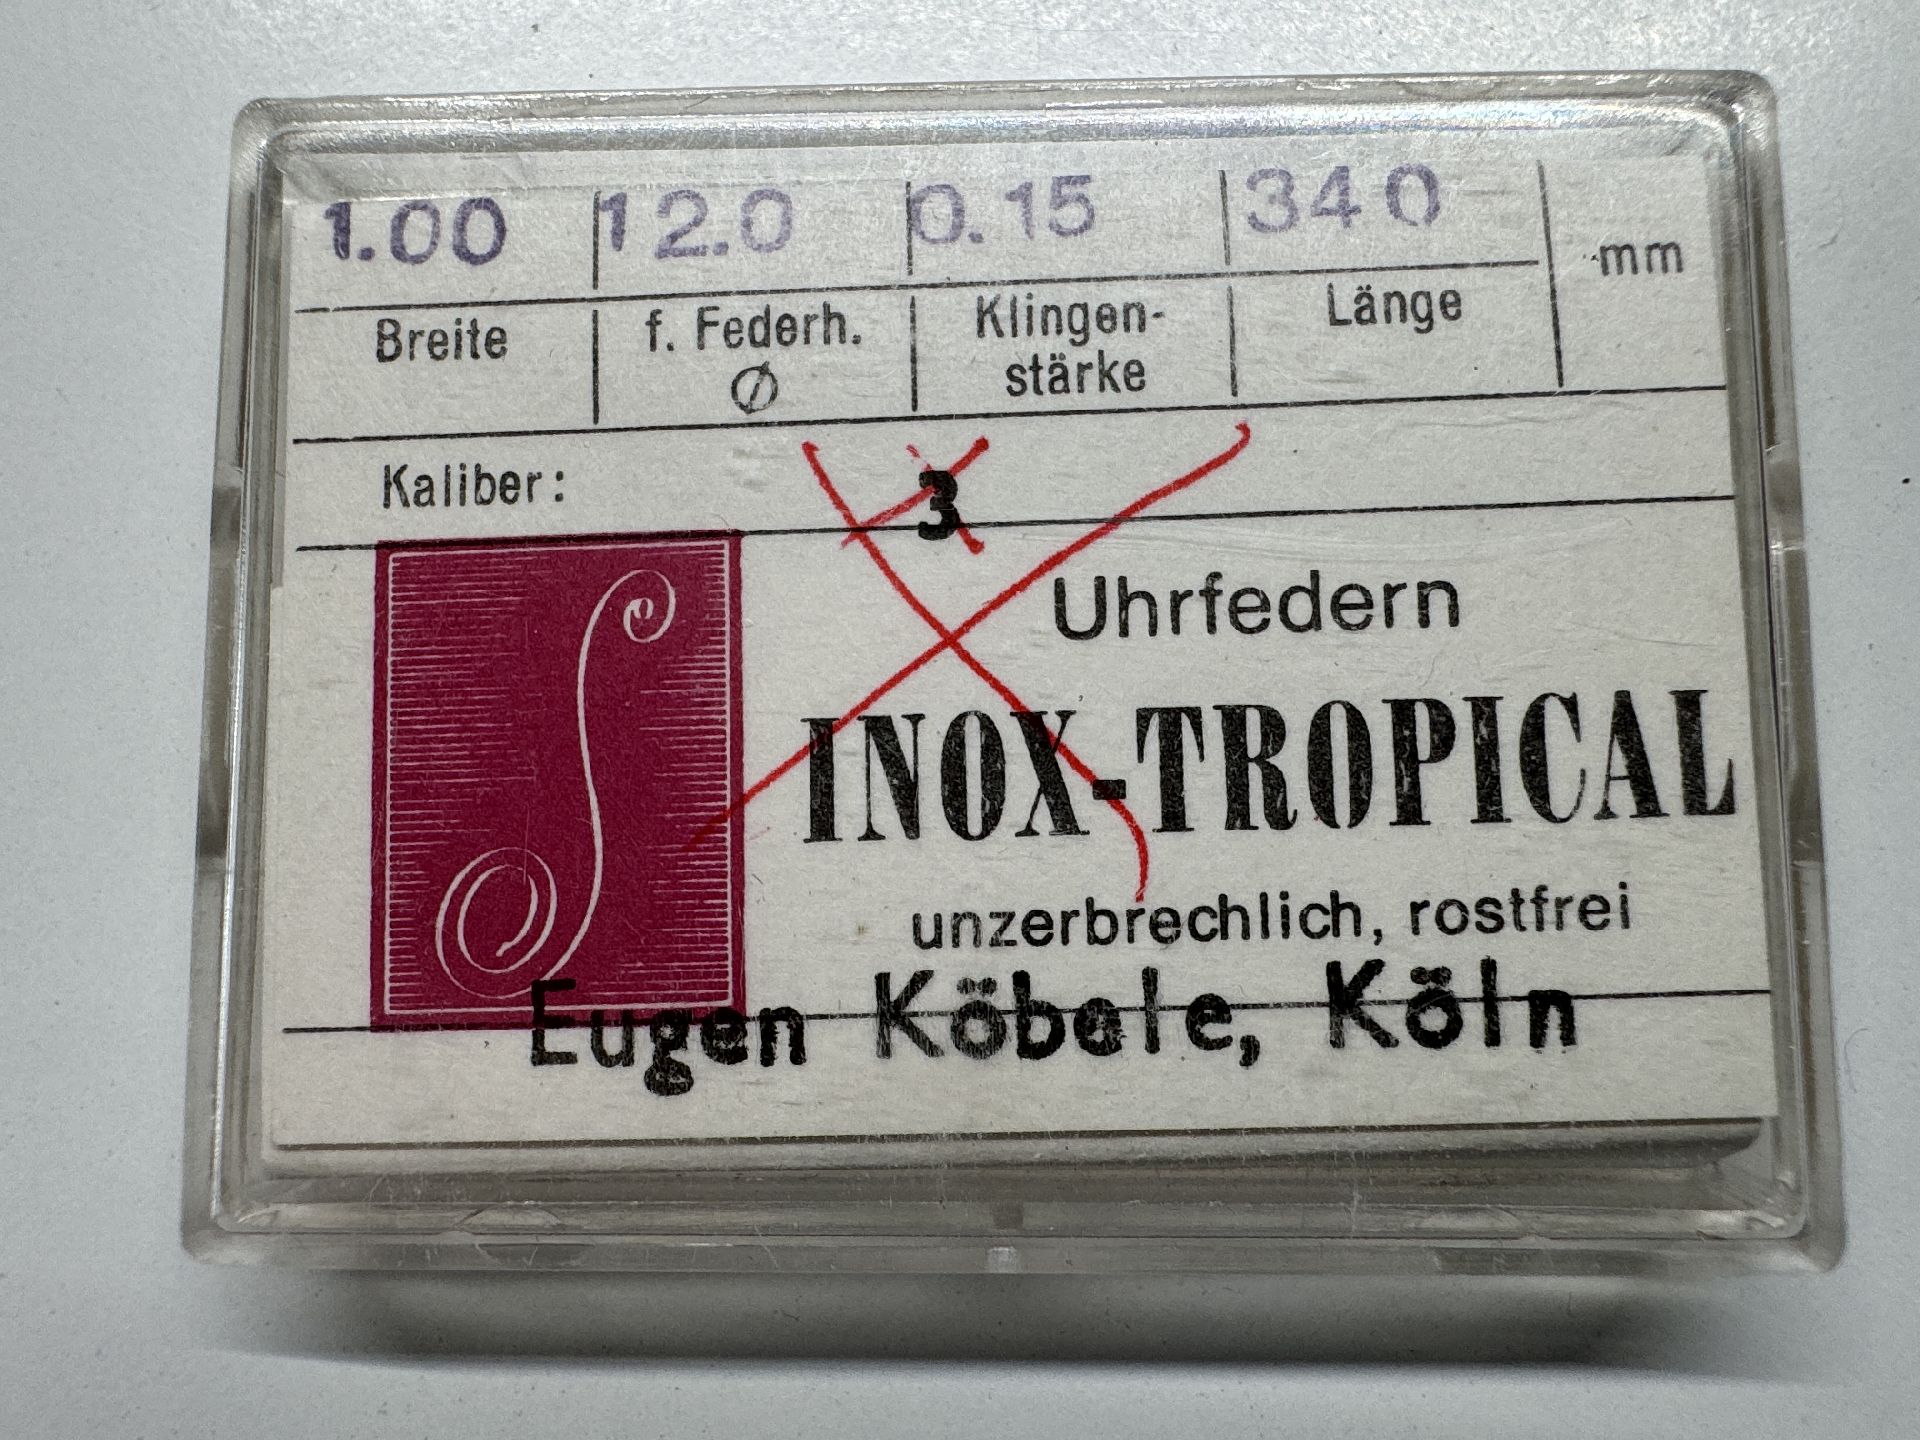 1.00 12.0 0.15 340 mm
Breite f. Federh. Ø Klingen- Länge
stärke
Kaliber: 3
Uhrfedern
INOX-TROPICAL
unzerbrechlich, rostfrei
Eugen Köbele, Köln